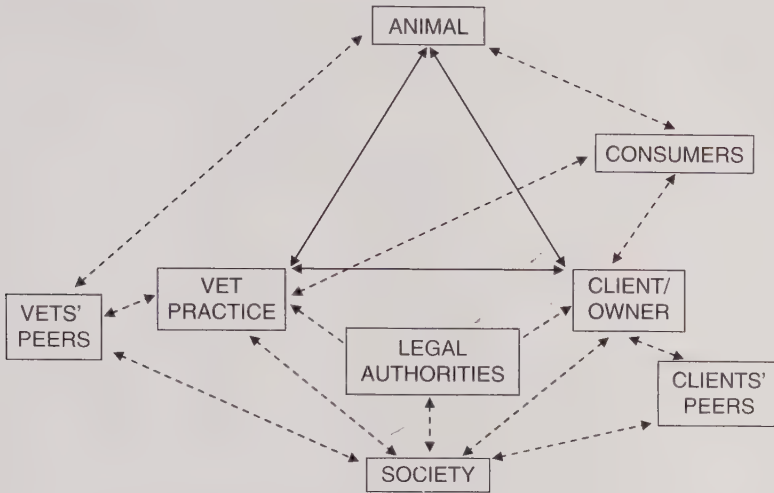 ANIMAL
CONSUMERS
VET
PRACTICE
CLIENT/
OWNER
VETS'
PEERS
LEGAL
AUTHORITIES
CLIENTS'
PEERS
SOCIETY